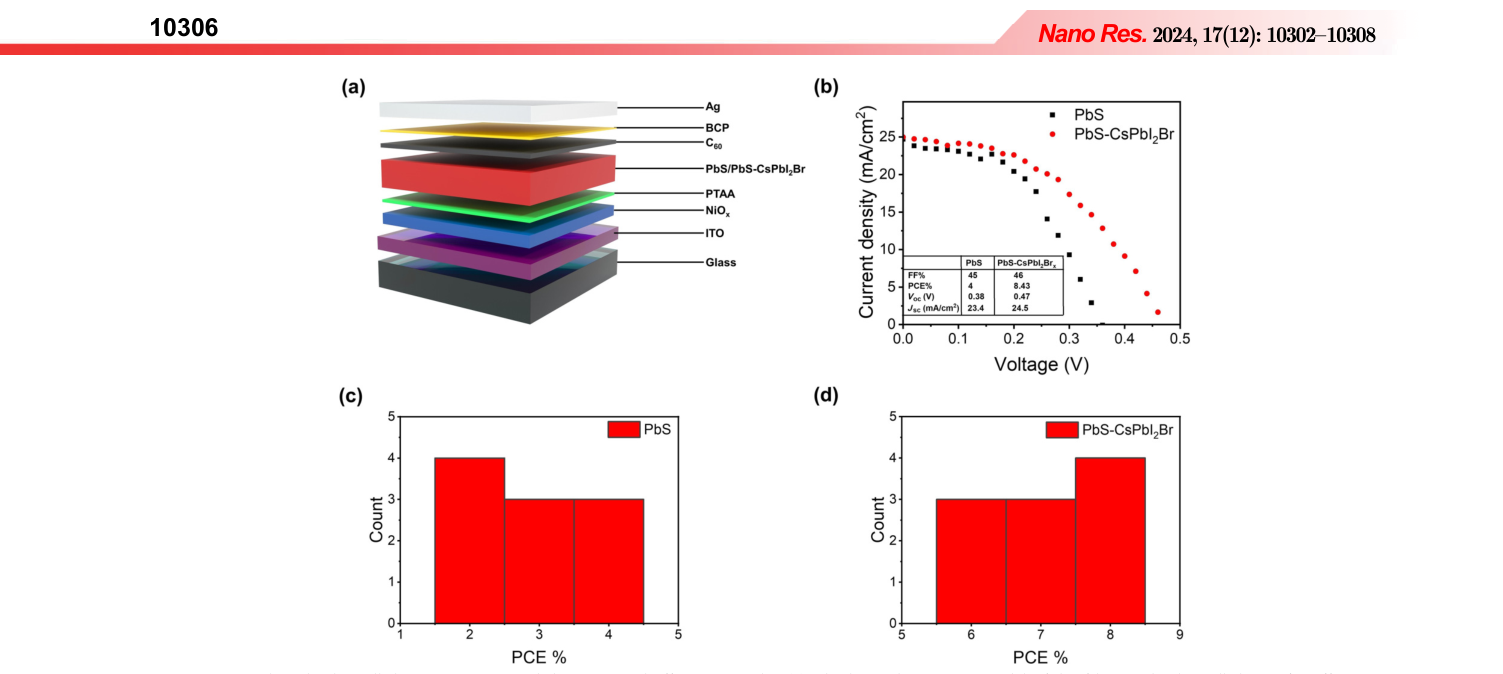 10306
Nano Res. 2024, 17(12): 10302–10308
(a)
Ag
BCP
C60
PbS/PbS-CsPbI2Br
PTAA
NiOx
ITO
Glass
(b)
Current density (mA/cm2)
25
20
15
10
5
0
0.0 0.1 0.2 0.3 0.4 0.5
Voltage (V)
PbS
PbS-CsPbI2Br
PbS PbS-CsPbI2Brx
FF% 45 46
PCE% 4 8.43
Voc (V) 0.38 0.47
Jsc (mA/cm2) 23.4 24.5
(c)
Count
5
4
3
2
1
0
1 2 3 4 5
PCE %
PbS
(d)
Count
5
4
3
2
1
0
5 6 7 8 9
PCE %
PbS-CsPbI2Br